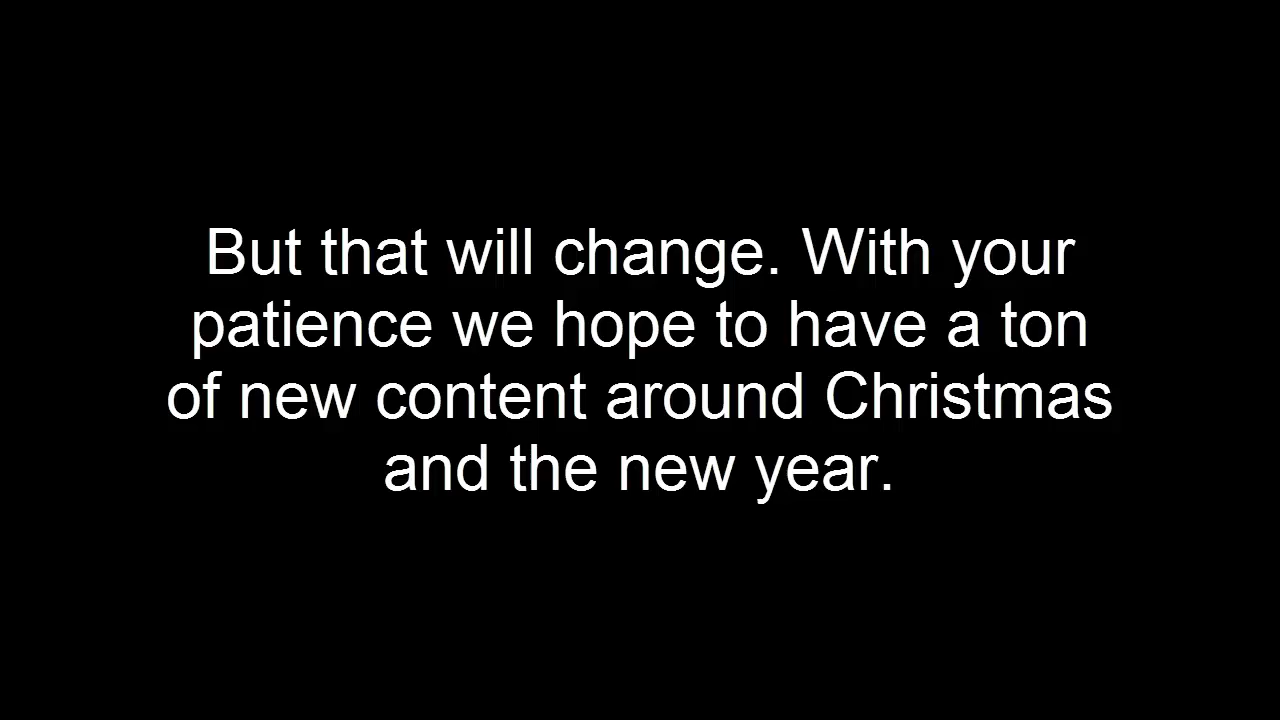 But that will change. With your
patience we hope to have a ton
of new content around Christmas
and the new year.